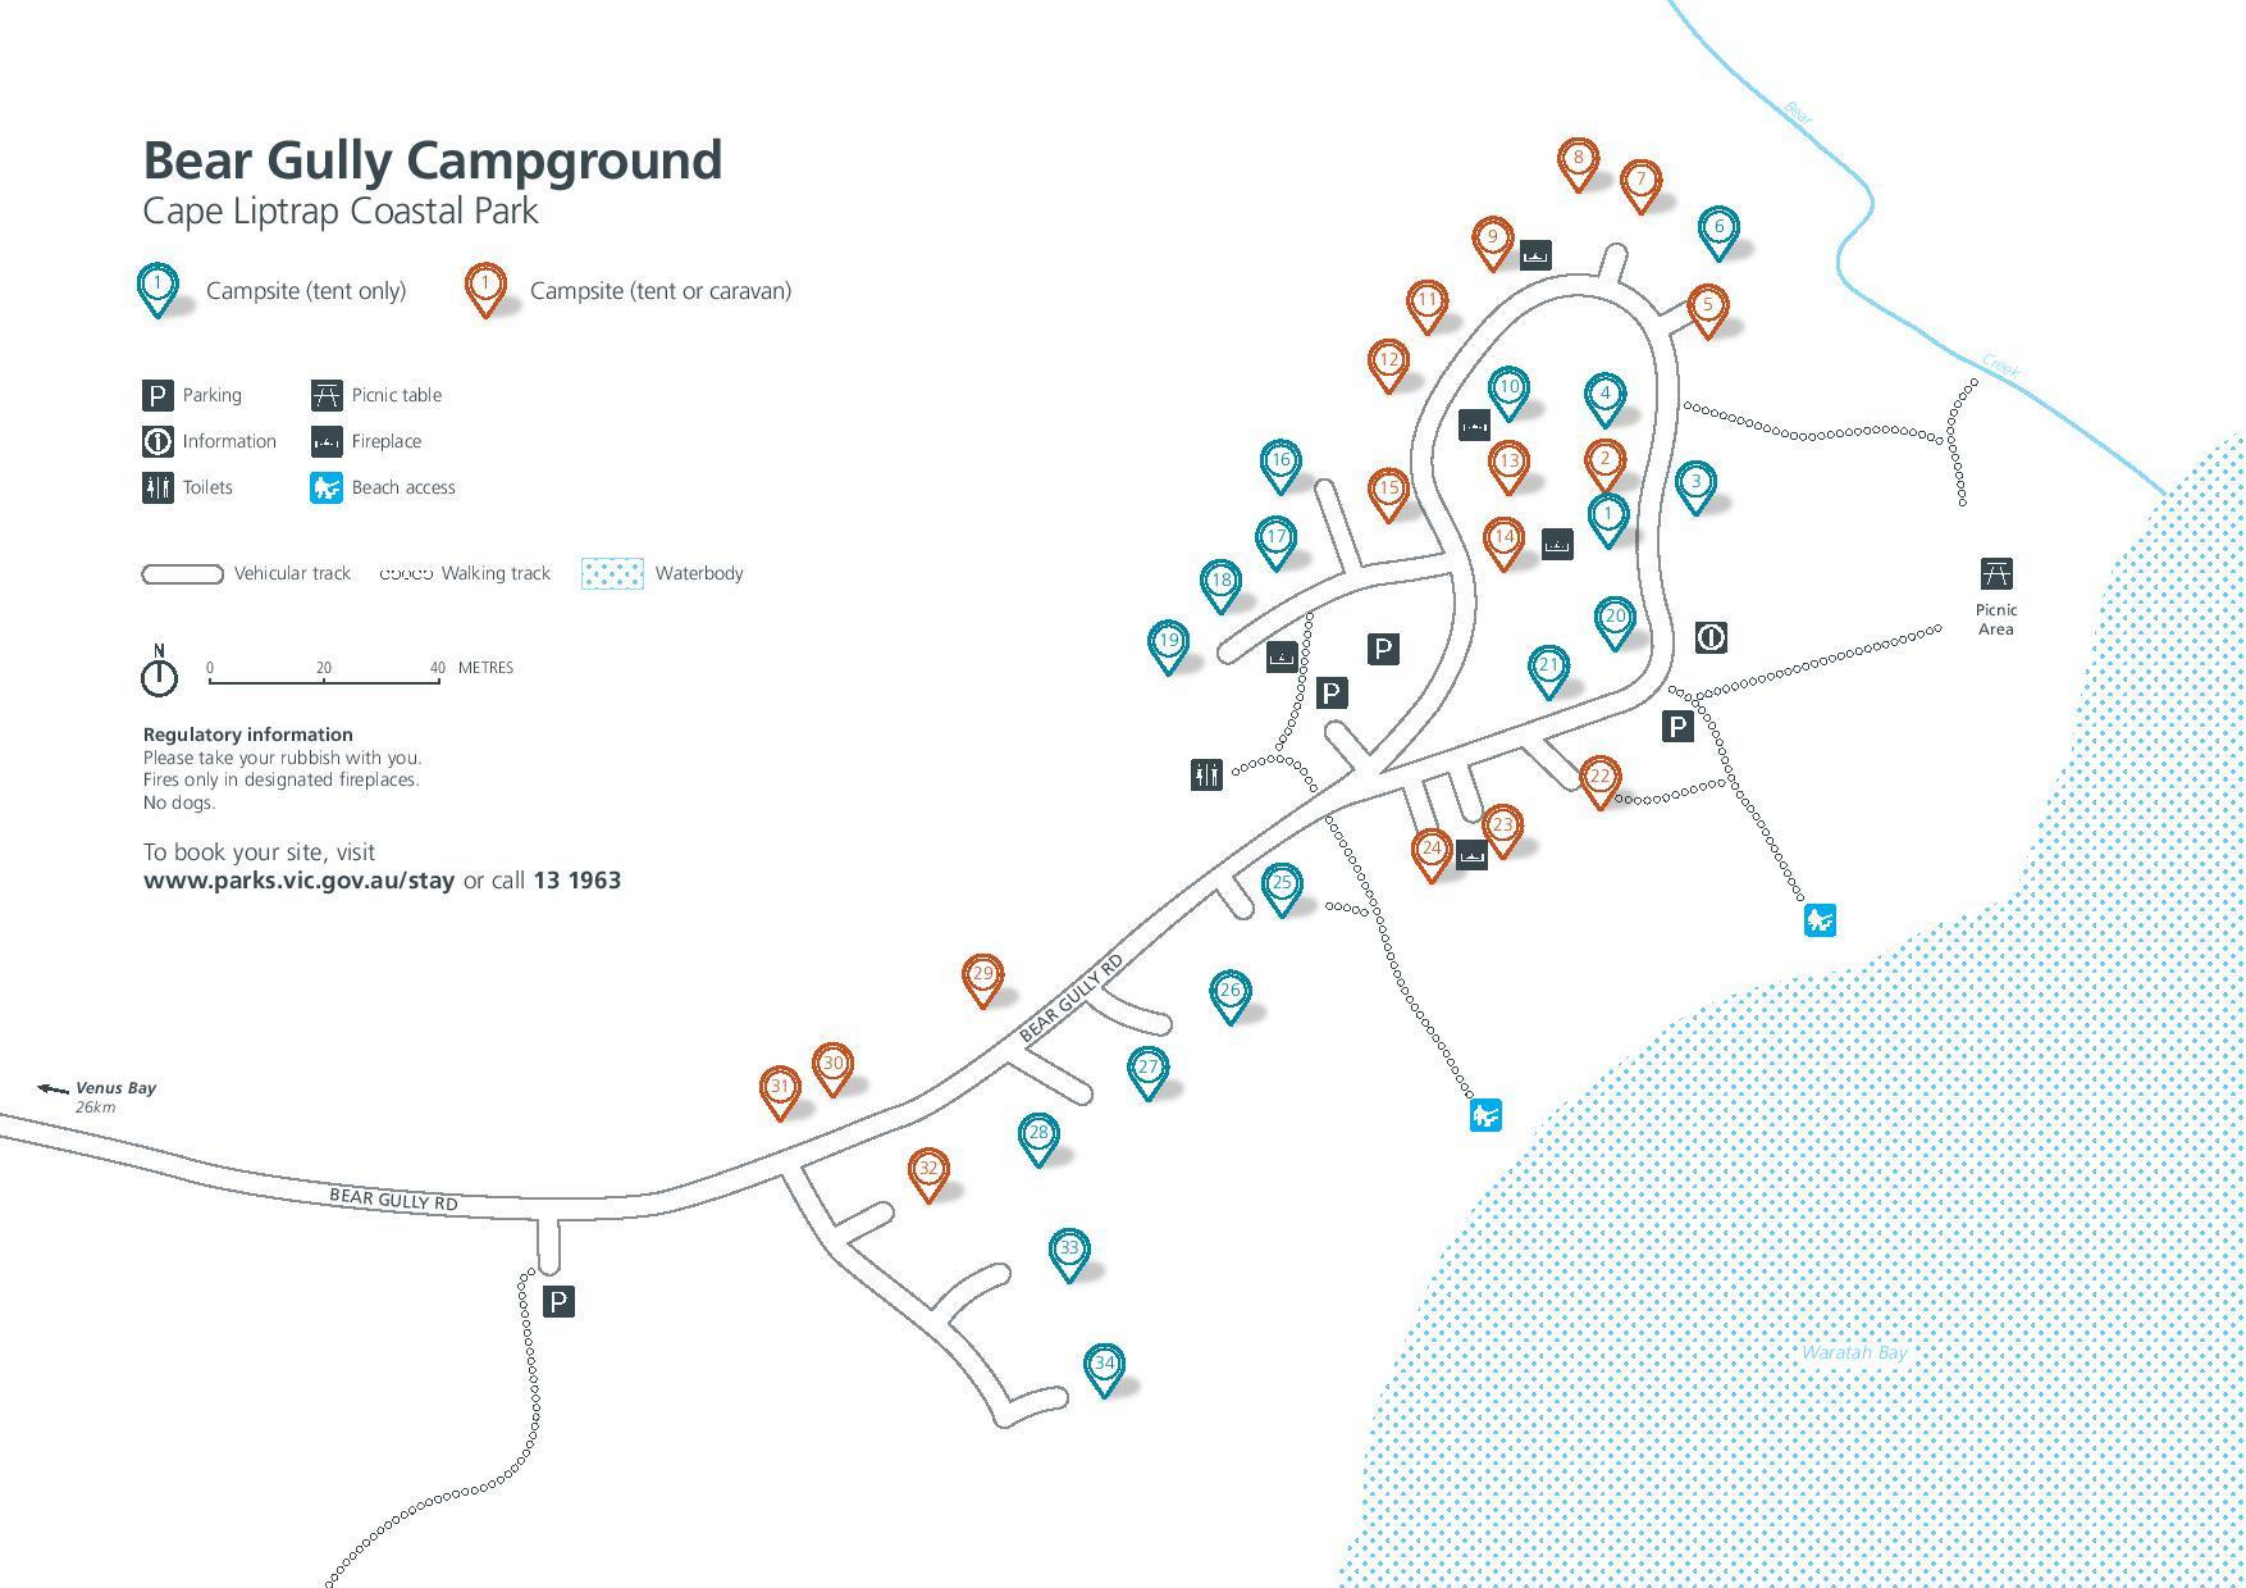 Bear Gully Campground
Cape Liptrap Coastal Park
1 Campsite (tent only) 1 Campsite (tent or caravan)
P Parking Picnic table
Information Fireplace
Toilets Beach access
Vehicular track Walking track Waterbody
N
0 20 40 METRES
Regulatory information
Please take your rubbish with you.
Fires only in designated fireplaces.
No dogs.
To book your site, visit
www.parks.vic.gov.au/stay or call 13 1963
Bear
Creek
8
7
6
9
5
11
12
10
4
16
15
13
2
3
17
14
1
18
19
20
21
P
P
P
Picnic
Area
22
23
24
25
26
27
28
29
30
31
32
33
34
BEAR GULLY RD
Venus Bay
26km
BEAR GULLY RD
P
Waratah Bay